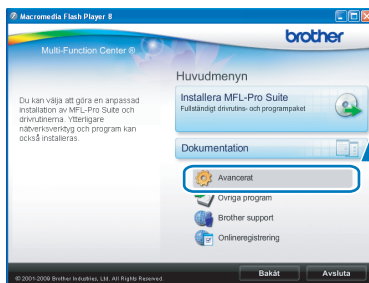 Macromedia Flash Player 8
brother
Multi-Function Center ®
Huvudmenyn
Du kan välja att göra en anpassad
installation av MFL-Pro Suite och
drivrutinerna. Ytterligare
nätverksverktyg och program kan
också installeras.
Installera MFL-Pro Suite
Fullständigt drivrutins- och programpaket
Dokumentation
Avancerat
Övriga program
Brother support
Onlineregistrering
© 2001-2009 Brother Industries, Ltd. All Rights Reserved.
Bakåt
Avsluta